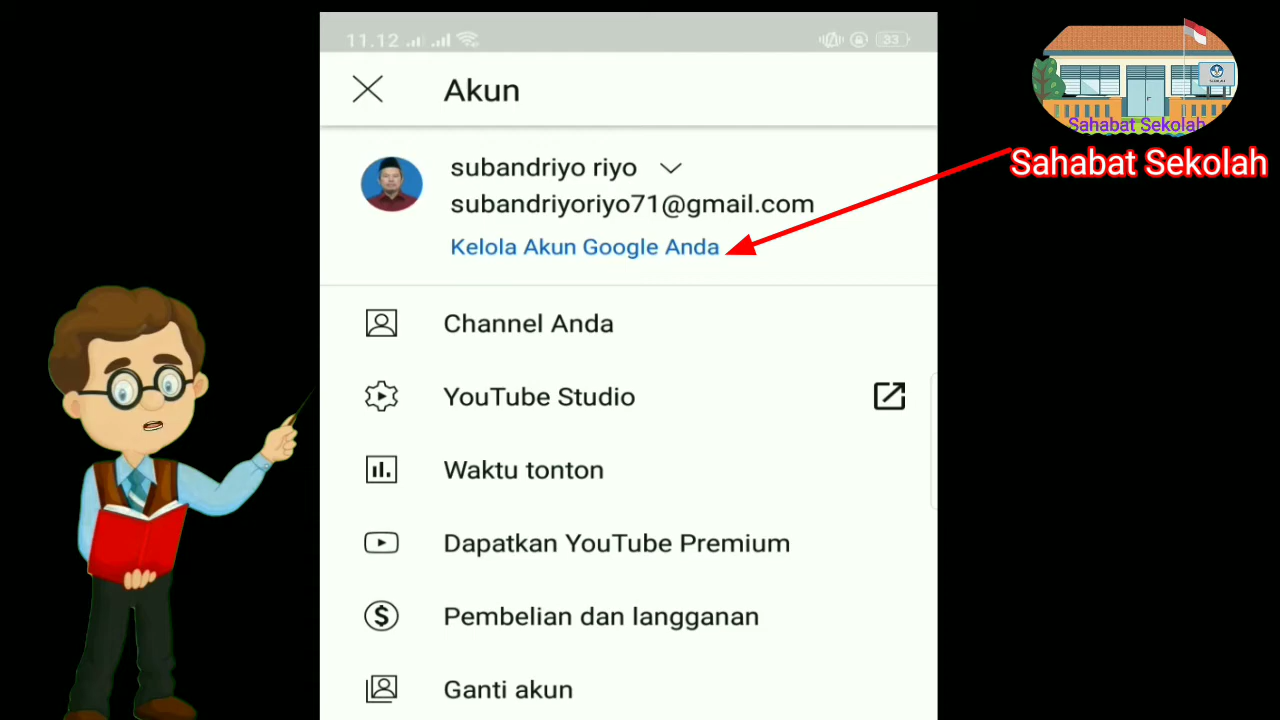 11.12
33
Akun
subandriyo riyo
subandriyoriyo71@gmail.com
Kelola Akun Google Anda
Channel Anda
YouTube Studio
Waktu tonton
Dapatkan YouTube Premium
Pembelian dan langganan
Ganti akun
Sahabat Sekolah
Sahabat Sekolah